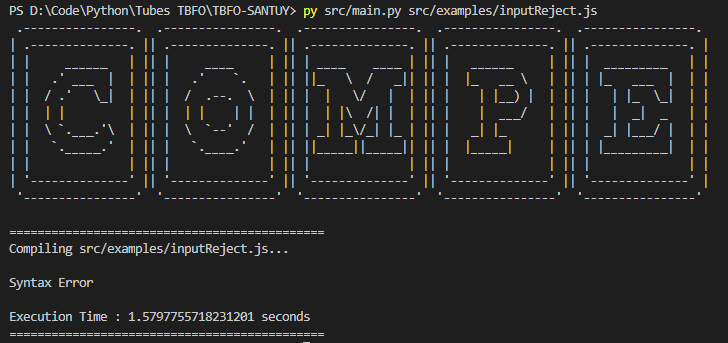 PS D:\Code\Python\Tubes TBFO\TBFO-SANTUY> py src/main.py src/examples/inputReject.js
COMPE
================================================
Compiling src/examples/inputReject.js...
Syntax Error
Execution Time : 1.5797755718231201 seconds
================================================